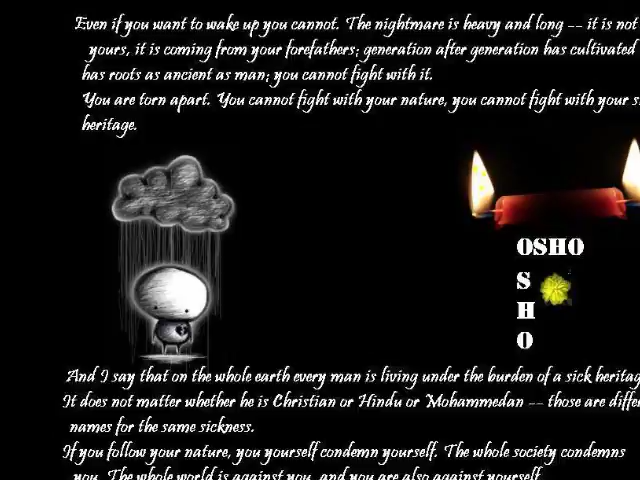 Even if you want to wake up you cannot. The nightmare is heavy and long -- it is not
yours, it is coming from your forefathers; generation after generation has cultivated
has roots as ancient as man; you cannot fight with it.
You are torn apart. You cannot fight with your nature, you cannot fight with your
heritage.
OSHO
S
H
O
And I say that on the whole earth every man is living under the burden of a sick
It does not matter whether he is Christian or Hindu or Mohammedan -- those are
names for the same sickness.
If you follow your nature, you yourself condemn yourself. The whole society condemns
you. The whole world is against you, and you are also against yourself